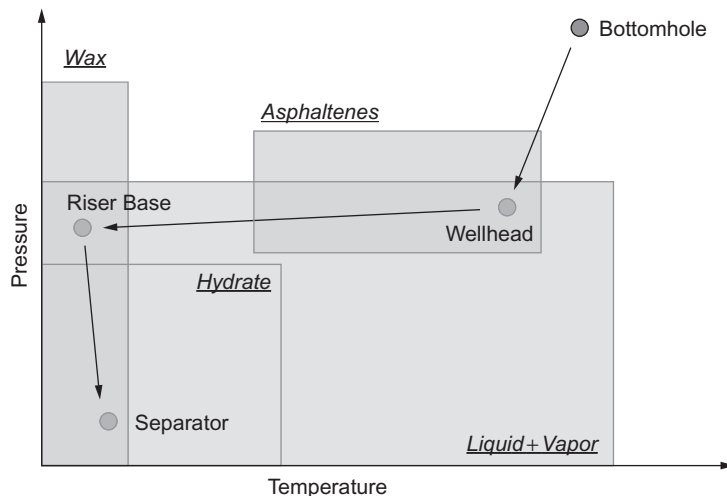 Bottomhole
Wax
Asphaltenes
Riser Base
Wellhead
Pressure
Hydrate
Separator
Liquid+Vapor
Temperature